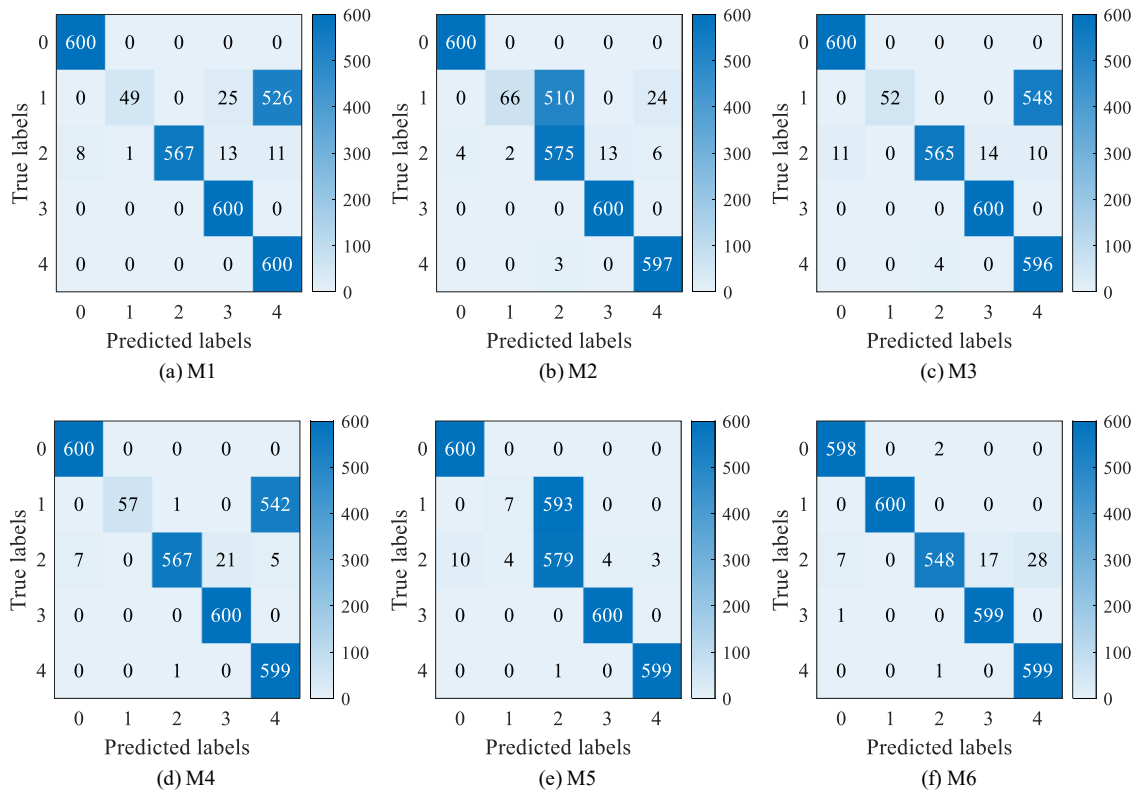 0 600 0 0 0 0 600
1 0 49 0 25 526 500
2 8 1 567 13 11 400
3 0 0 0 600 0 300
4 0 0 0 0 600 200
100
0
0 1 2 3 4
True labels
Predicted labels
(a) M1
0 600 0 0 0 0 600
1 0 66 510 0 24 500
2 4 2 575 13 6 400
3 0 0 0 600 0 300
4 0 0 3 0 597 200
100
0
0 1 2 3 4
True labels
Predicted labels
(b) M2
0 600 0 0 0 0 600
1 0 52 0 0 548 500
2 11 0 565 14 10 400
3 0 0 0 600 0 300
4 0 0 4 0 596 200
100
0
0 1 2 3 4
True labels
Predicted labels
(c) M3
0 600 0 0 0 0 600
1 0 57 1 0 542 500
2 7 0 567 21 5 400
3 0 0 0 600 0 300
4 0 0 1 0 599 200
100
0
0 1 2 3 4
True labels
Predicted labels
(d) M4
0 600 0 0 0 0 600
1 0 7 593 0 0 500
2 10 4 579 4 3 400
3 0 0 0 600 0 300
4 0 0 1 0 599 200
100
0
0 1 2 3 4
True labels
Predicted labels
(e) M5
0 598 0 2 0 0 600
1 0 600 0 0 0 500
2 7 0 548 17 28 400
3 1 0 0 599 0 300
4 0 0 1 0 599 200
100
0
0 1 2 3 4
True labels
Predicted labels
(f) M6